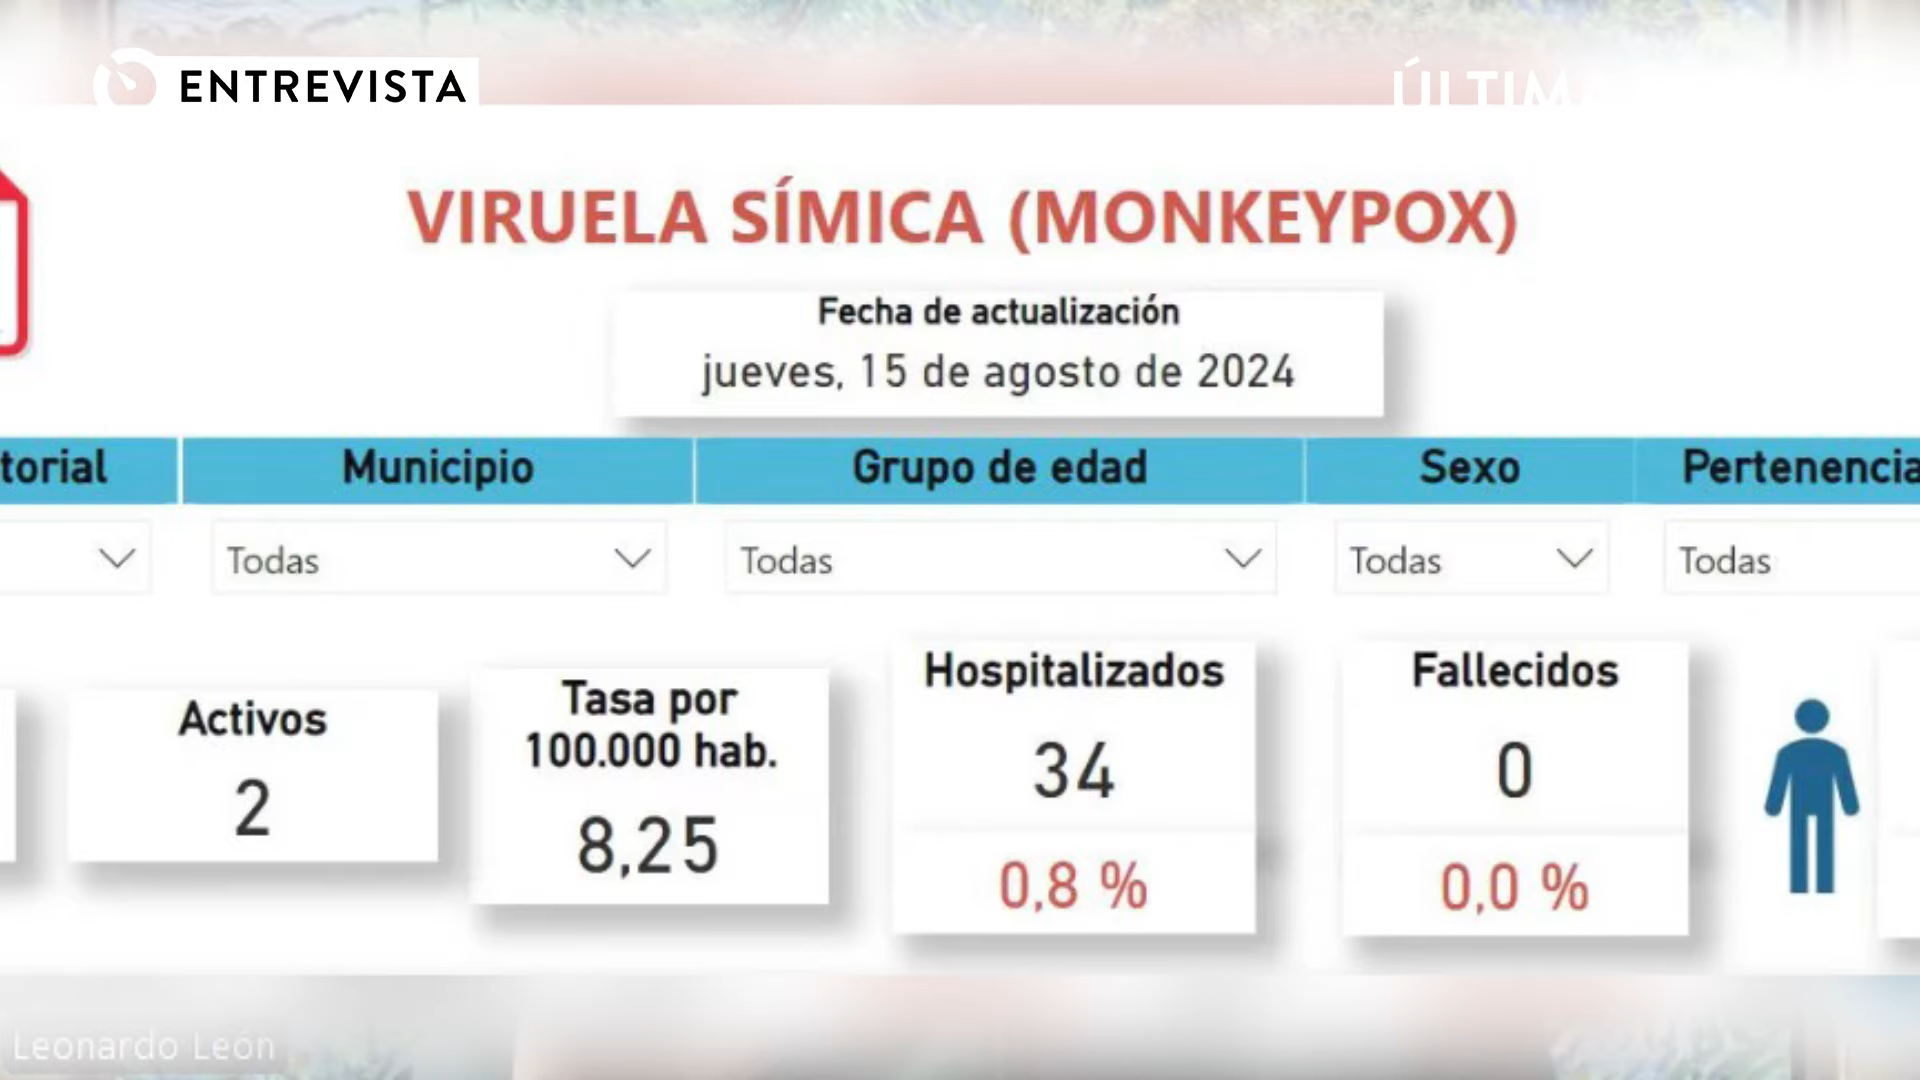 ENTREVISTA
VIRUELA SÍMICA (MONKEYPOX)
Fecha de actualización
jueves, 15 de agosto de 2024
torial
Municipio
Grupo de edad
Sexo
Pertenencia
Todas
Todas
Todas
Todas
Activos
2
Tasa por
100.000 hab.
8,25
Hospitalizados
34
0,8 %
Fallecidos
0
0,0 %
Leonardo León